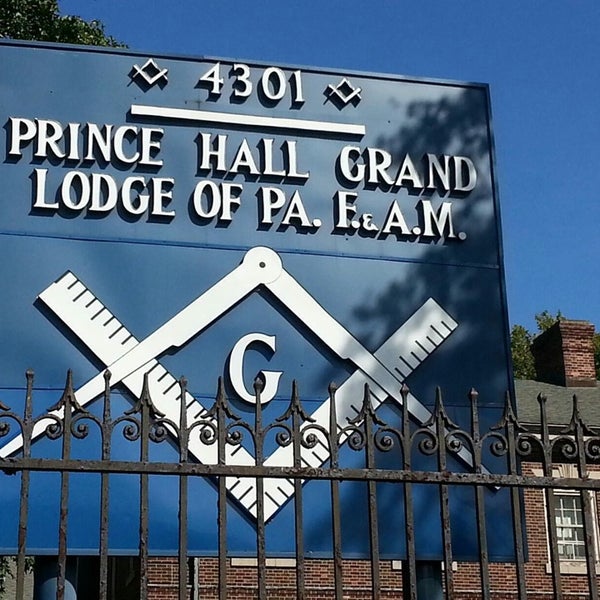 4301
PRINCE HALL GRAND
LODGE OF PA. F.& A.M.
G